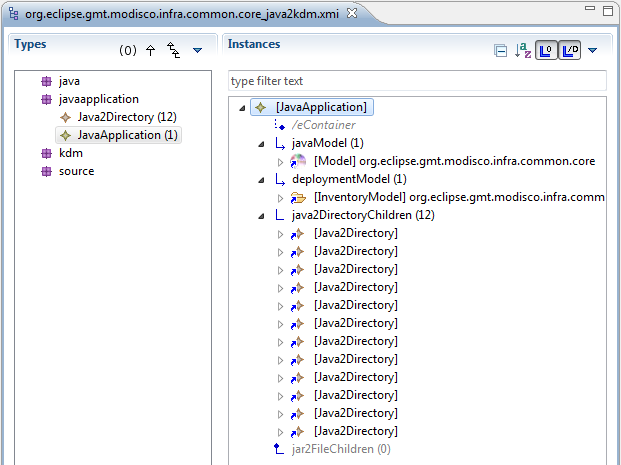 org.eclipse.gmt.modisco.infra.common.core_java2kdm.xmi
Types
(0)
java
javaapplication
Java2Directory (12)
JavaApplication (1)
kdm
source
Instances
type filter text
[JavaApplication]
/eContainer
javaModel (1)
[Model] org.eclipse.gmt.modisco.infra.common.core
deploymentModel (1)
[InventoryModel] org.eclipse.gmt.modisco.infra.comm
java2DirectoryChildren (12)
[Java2Directory]
[Java2Directory]
[Java2Directory]
[Java2Directory]
[Java2Directory]
[Java2Directory]
[Java2Directory]
[Java2Directory]
[Java2Directory]
[Java2Directory]
[Java2Directory]
[Java2Directory]
jar2FileChildren (0)